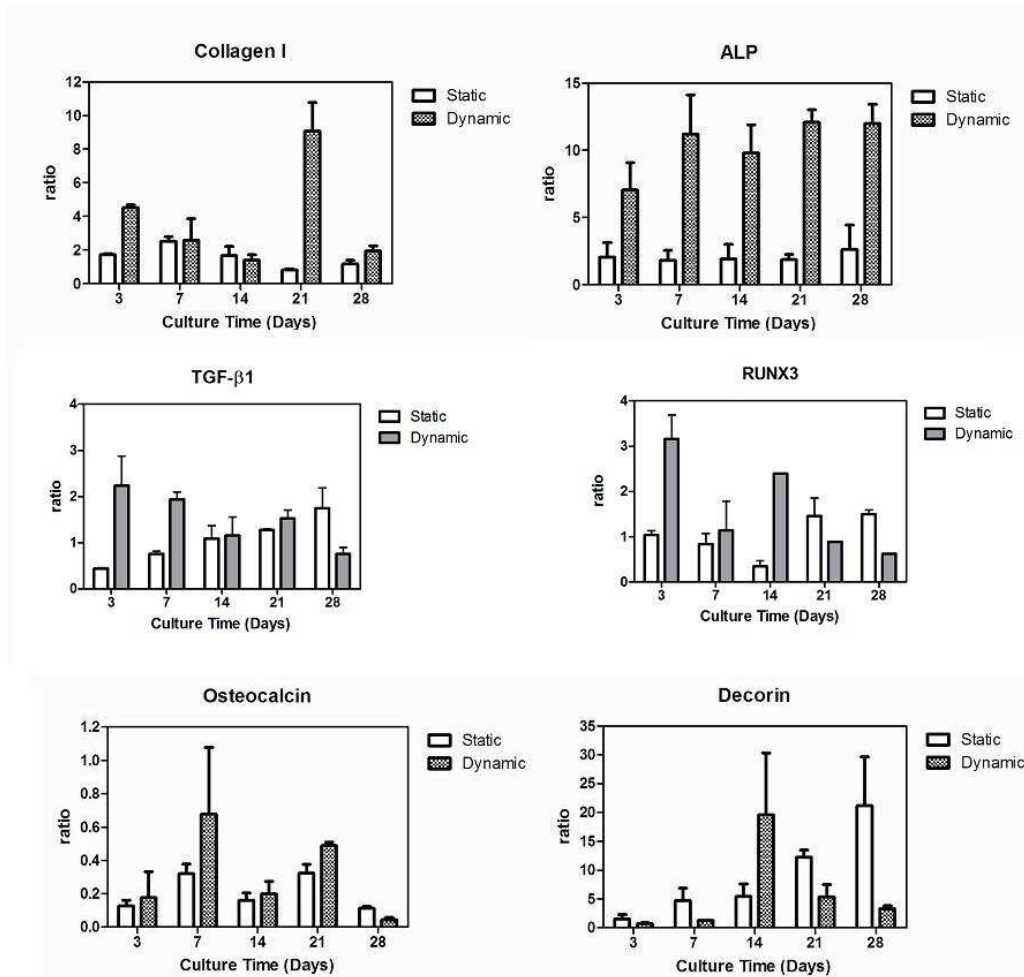 Collagen I
12
10
8
6
4
2
0
ratio
3 7 14 21 28
Culture Time (Days)
Static
Dynamic
ALP
15
10
5
0
ratio
3 7 14 21 28
Culture Time (Days)
Static
Dynamic
TGF-β1
4
3
2
1
0
ratio
3 7 14 21 28
Culture Time (Days)
Static
Dynamic
RUNX3
4
3
2
1
0
ratio
3 7 14 21 28
Culture Time (Days)
Static
Dynamic
Osteocalcin
1.2
1.0
0.8
0.6
0.4
0.2
0.0
ratio
3 7 14 21 28
Culture Time (Days)
Static
Dynamic
Decorin
35
30
25
20
15
10
5
0
ratio
3 7 14 21 28
Culture Time (Days)
Static
Dynamic